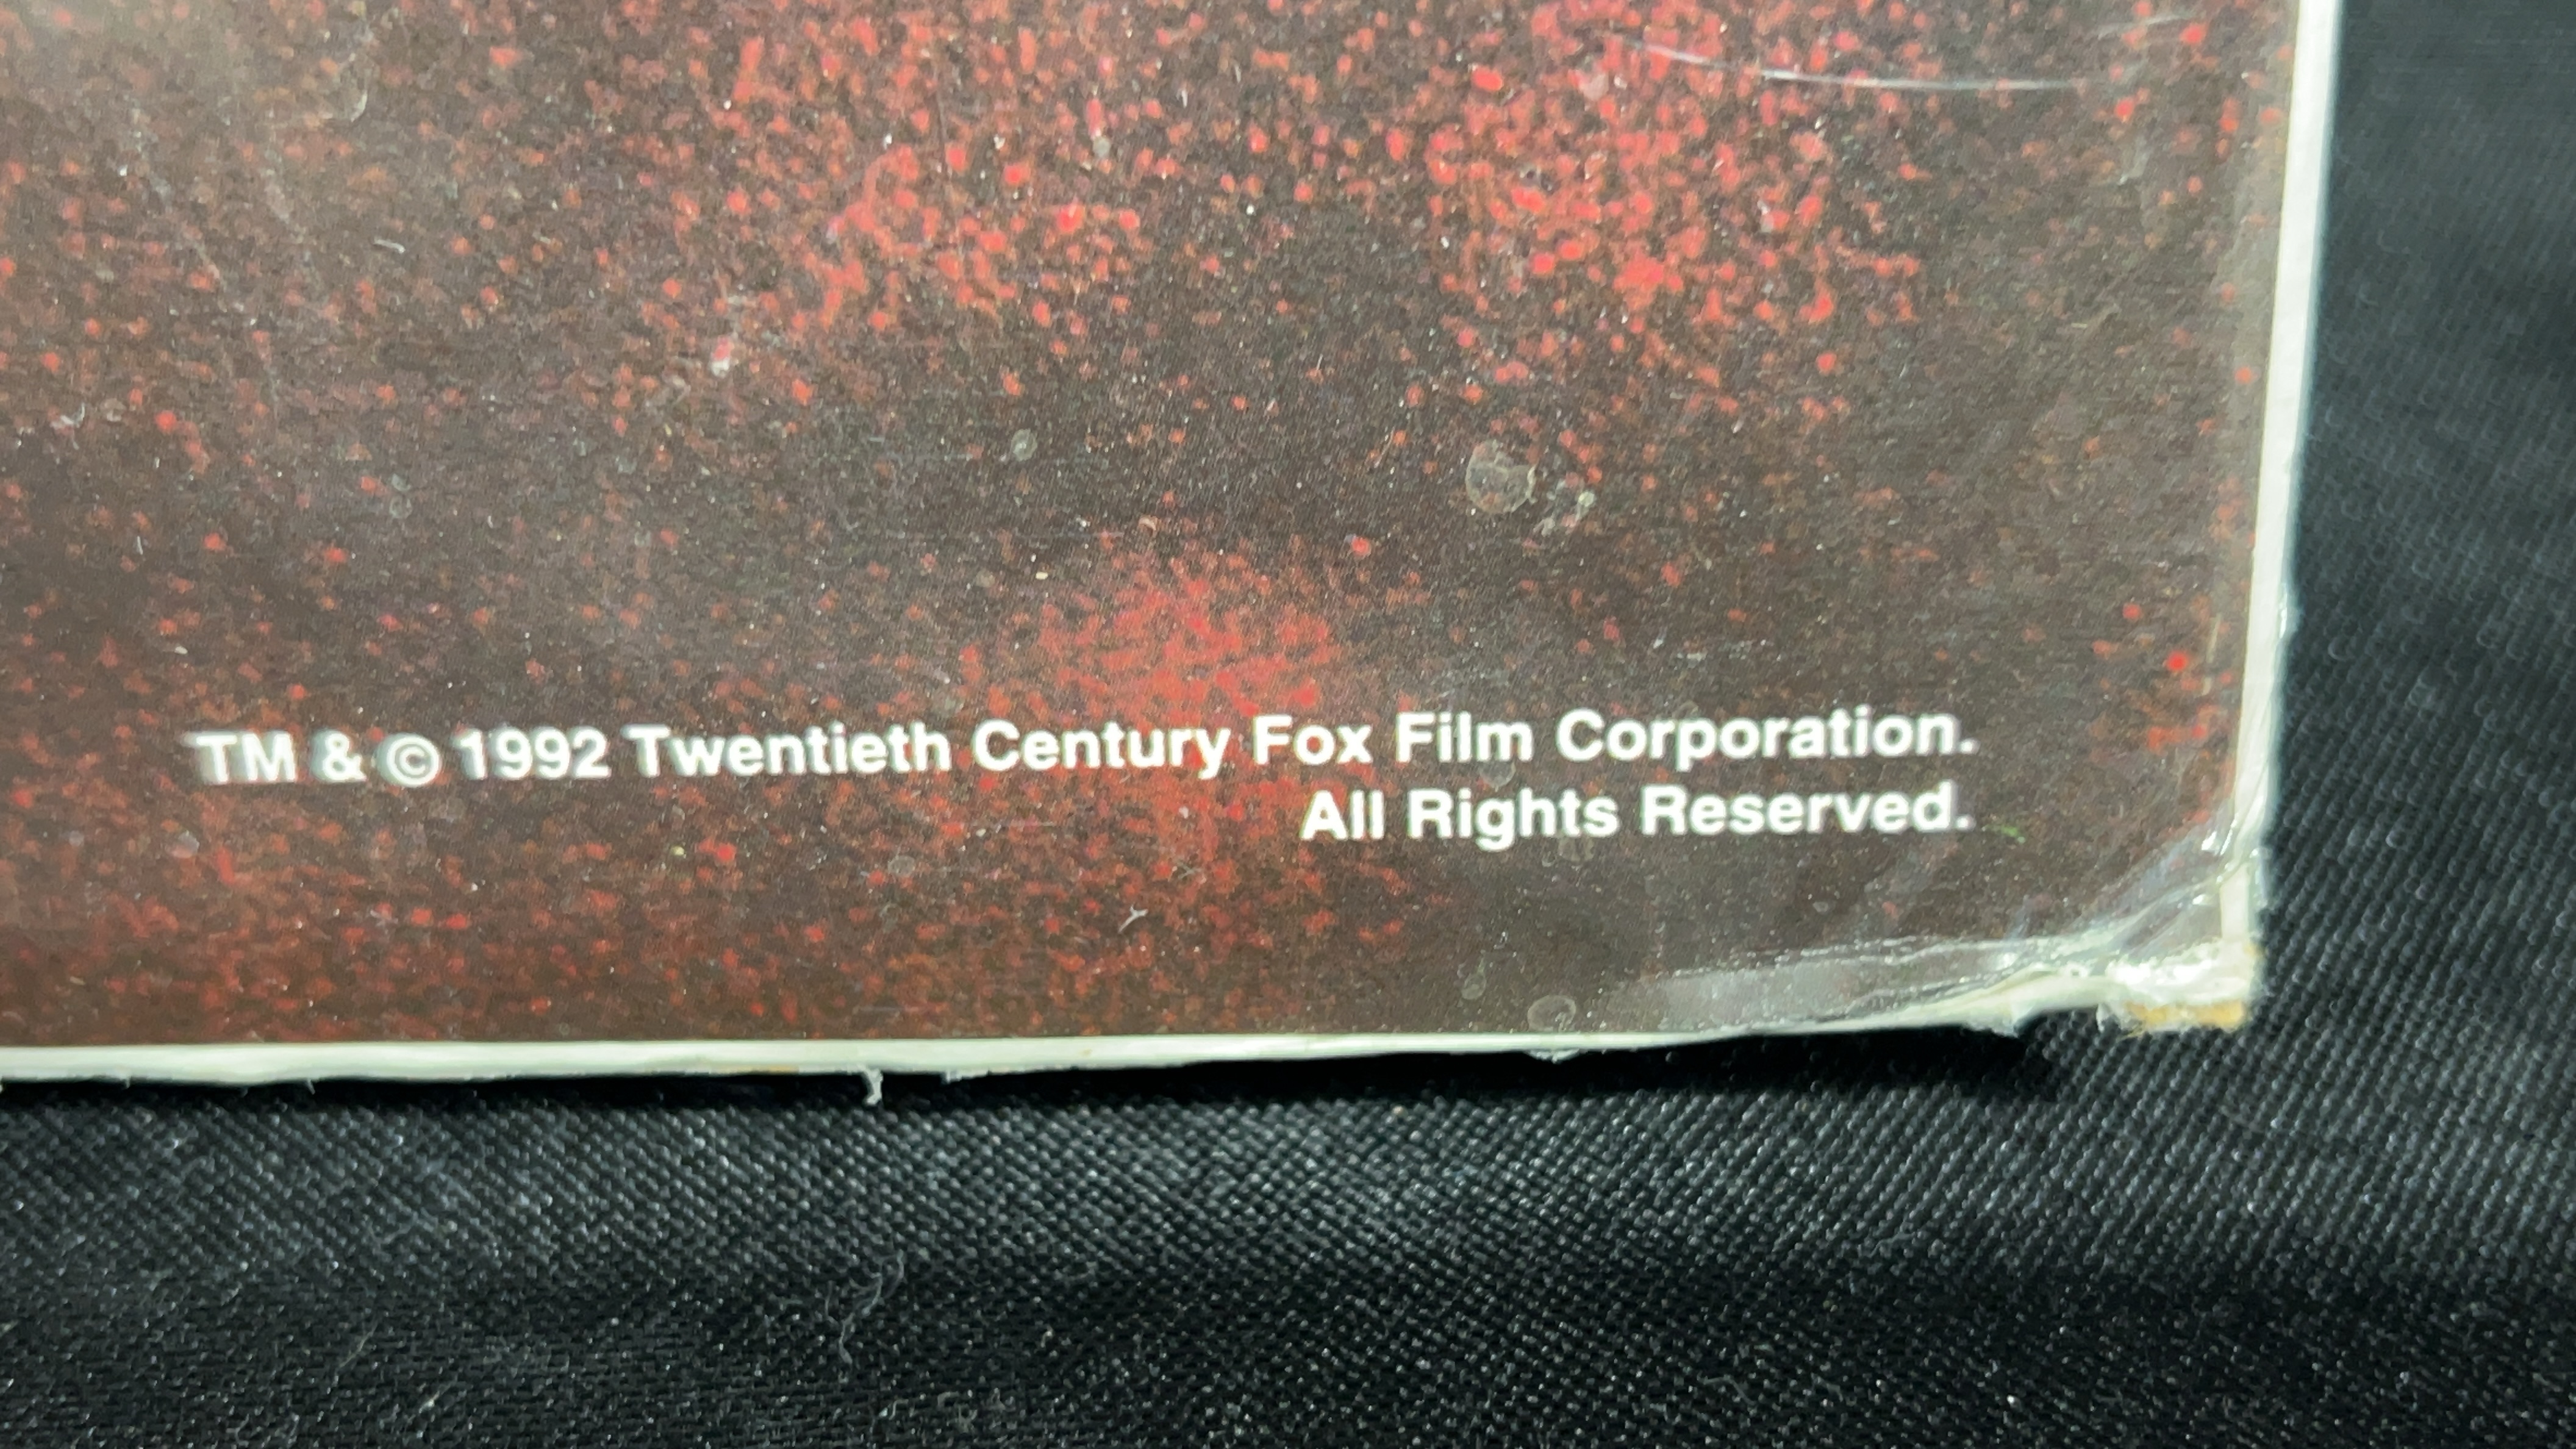 TM & © 1992 Twentieth Century Fox Film Corporation.
All Rights Reserved.